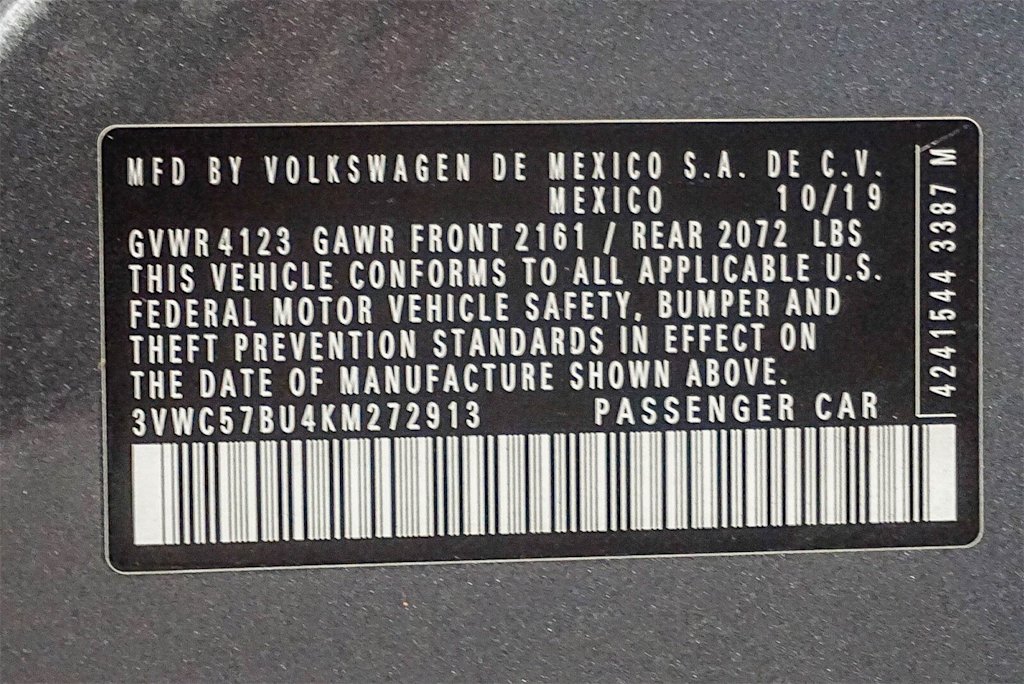 MFD BY VOLKSWAGEN DE MEXICO S.A. DE C.V.
MEXICO 10/19
GVWR 4123 GAWR FRONT 2161 / REAR 2072 LBS
THIS VEHICLE CONFORMS TO ALL APPLICABLE U.S.
FEDERAL MOTOR VEHICLE SAFETY, BUMPER AND
THEFT PREVENTION STANDARDS IN EFFECT ON
THE DATE OF MANUFACTURE SHOWN ABOVE.
3VWC57BU4KM272913 PASSENGER CAR
4241544 3387 M